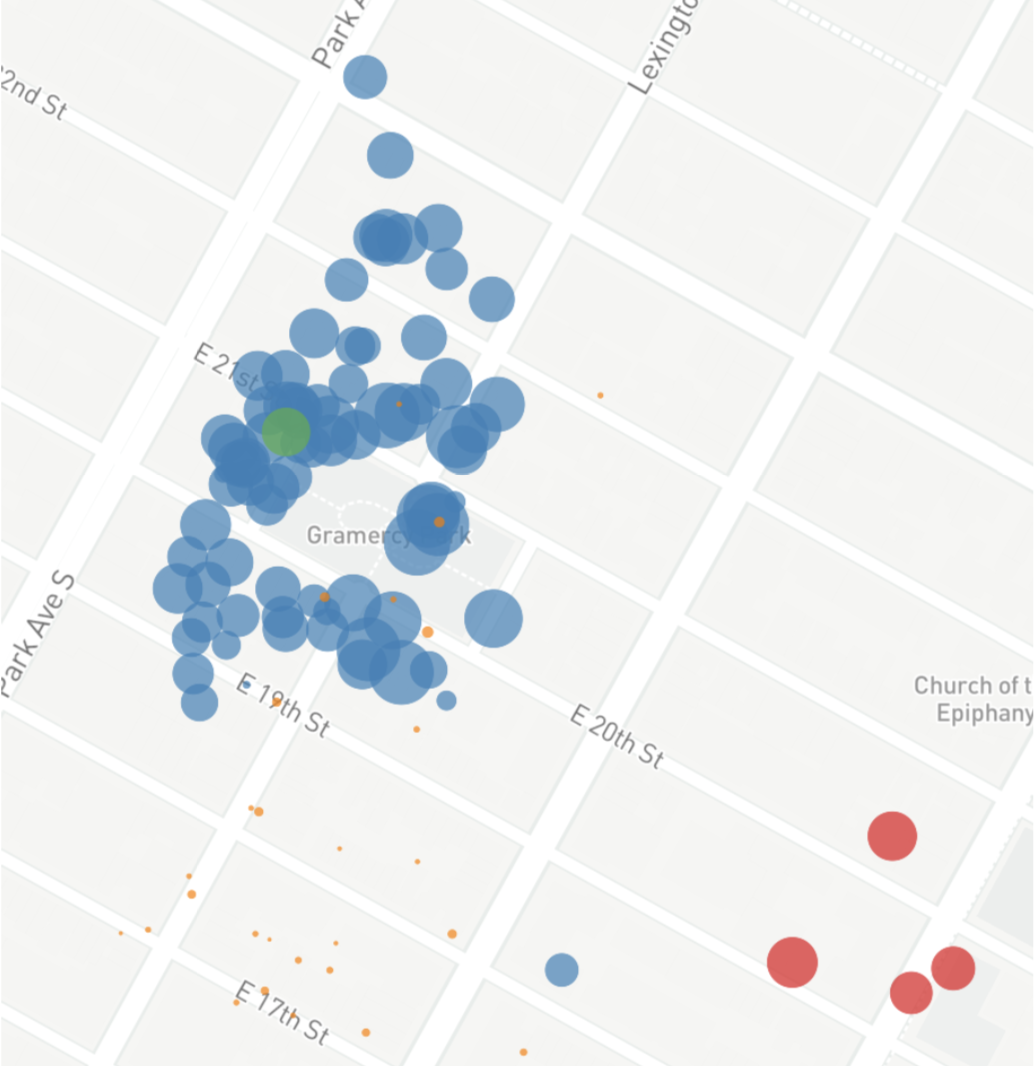 Park A
Lexingto
2nd St
E 21st S
Gramercy Park
Park Ave S
E 19th St
E 20th St
Church of t
Epiphany
E 17th St